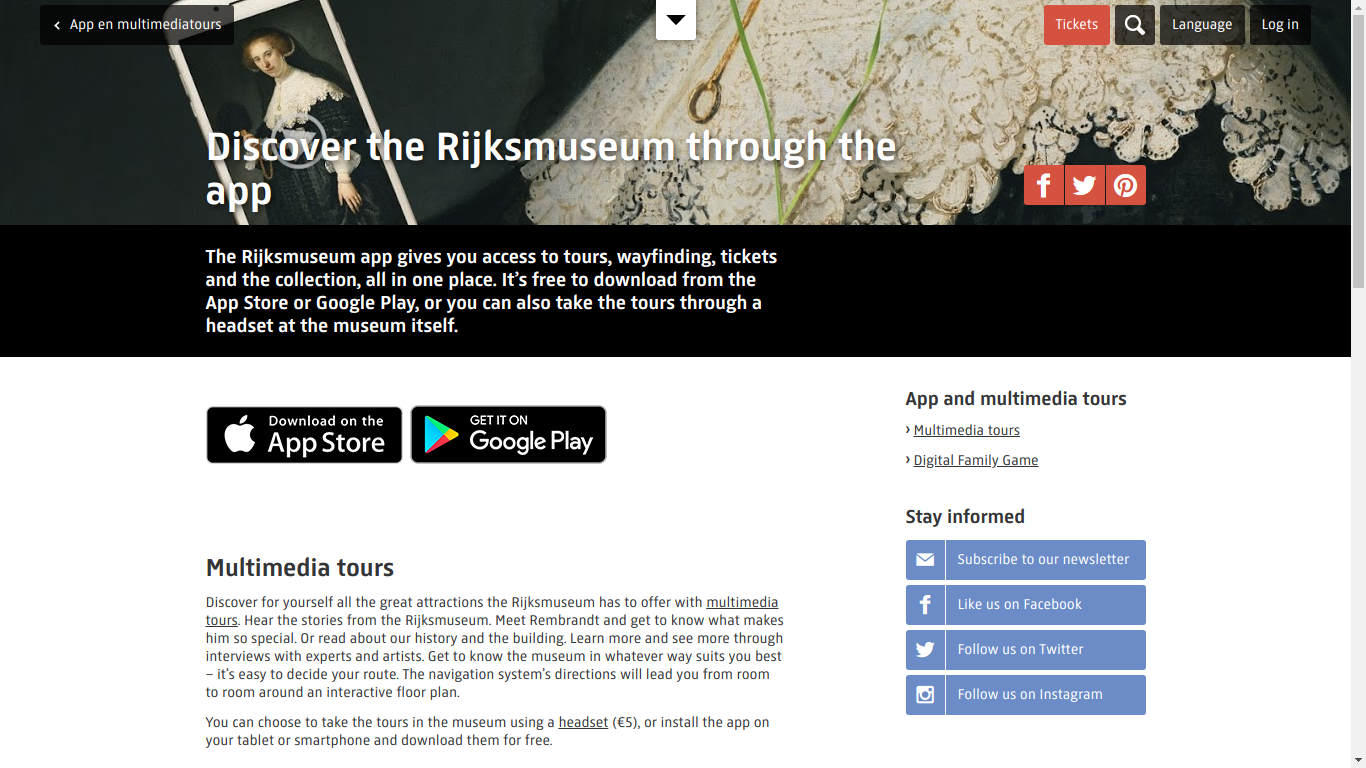 App en multimediatours
Tickets
Language
Log in
Discover the Rijksmuseum through the
app
The Rijksmuseum app gives you access to tours, wayfinding, tickets
and the collection, all in one place. It’s free to download from the
App Store or Google Play, or you can also take the tours through a
headset at the museum itself.
Download on the
App Store
GET IT ON
Google Play
Multimedia tours
Discover for yourself all the great attractions the Rijksmuseum has to offer with multimedia
tours. Hear the stories from the Rijksmuseum. Meet Rembrandt and get to know what makes
him so special. Or read about our history and the building. Learn more and see more through
interviews with experts and artists. Get to know the museum in whatever way suits you best
– it’s easy to decide your route. The navigation system’s directions will lead you from room
to room around an interactive floor plan.
You can choose to take the tours in the museum using a headset (€5), or install the app on
your tablet or smartphone and download them for free.
App and multimedia tours
› Multimedia tours
› Digital Family Game
Stay informed
Subscribe to our newsletter
Like us on Facebook
Follow us on Twitter
Follow us on Instagram